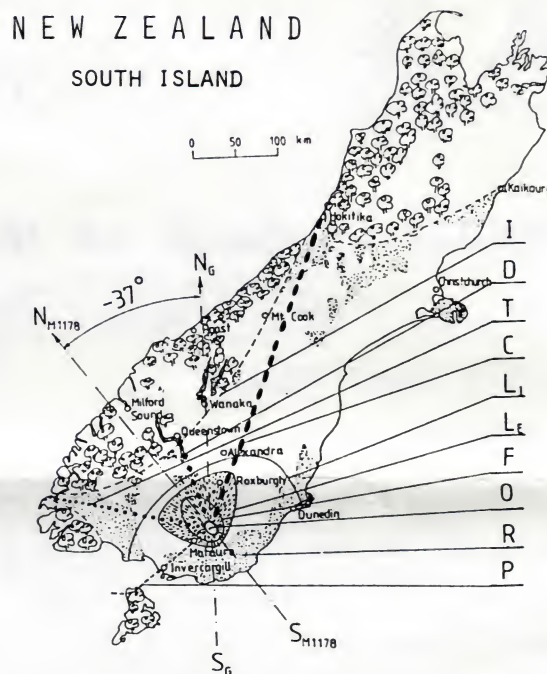 NEW ZEALAND
SOUTH ISLAND
0 50 100 km
Kaikoura
Hokitika
I
Christchurch
D
N_G
-37°
N_M1178
Mt. Cook
T
C
Milford
Sound
Wanaka
L_I
Queenstown
L_E
Alexandra
F
Roxburgh
O
Dunedin
R
Mataura
Invercargill
P
S_M1178
S_G